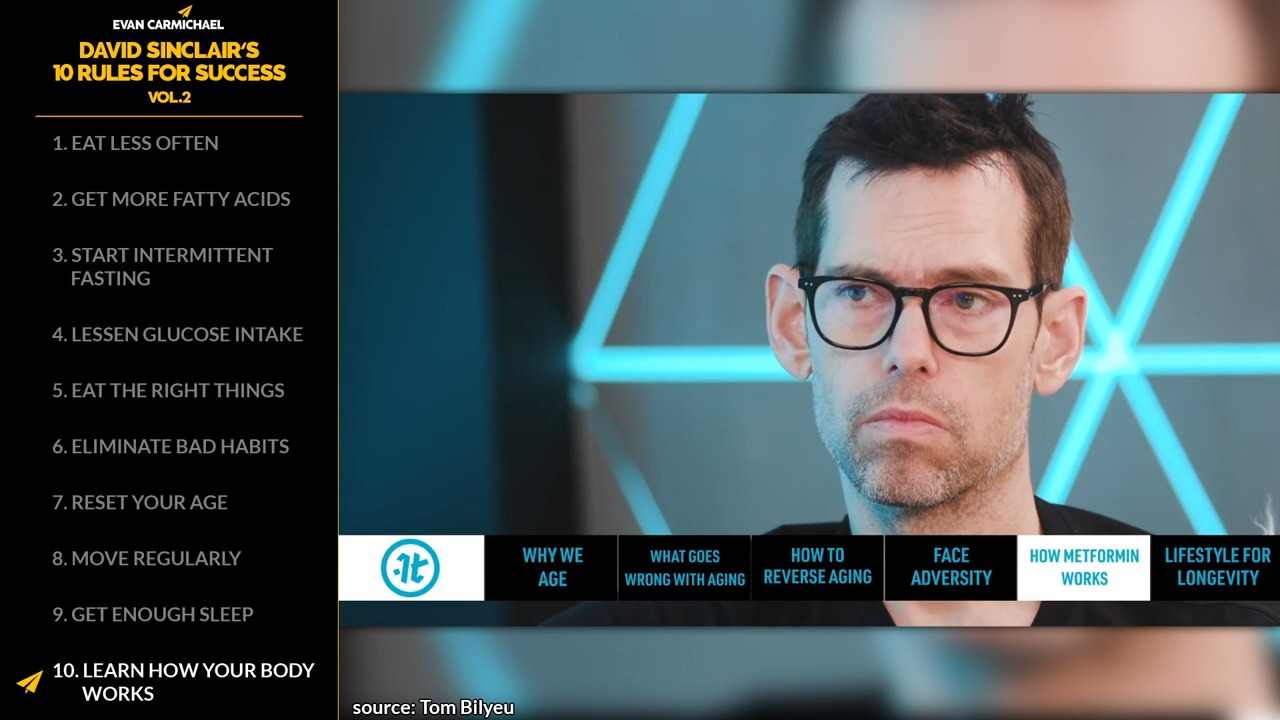 EVAN CARMICHAEL
DAVID SINCLAIR'S
10 RULES FOR SUCCESS
VOL.2
1. EAT LESS OFTEN
2. GET MORE FATTY ACIDS
3. START INTERMITTENT
FASTING
4. LESSEN GLUCOSE INTAKE
5. EAT THE RIGHT THINGS
6. ELIMINATE BAD HABITS
7. RESET YOUR AGE
8. MOVE REGULARLY
9. GET ENOUGH SLEEP
10. LEARN HOW YOUR BODY
WORKS
it
WHY WE
AGE
WHAT GOES
WRONG WITH AGING
HOW TO
REVERSE AGING
FACE
ADVERSITY
HOW METFORMIN
WORKS
LIFESTYLE FOR
LONGEVITY
source: Tom Bilyeu